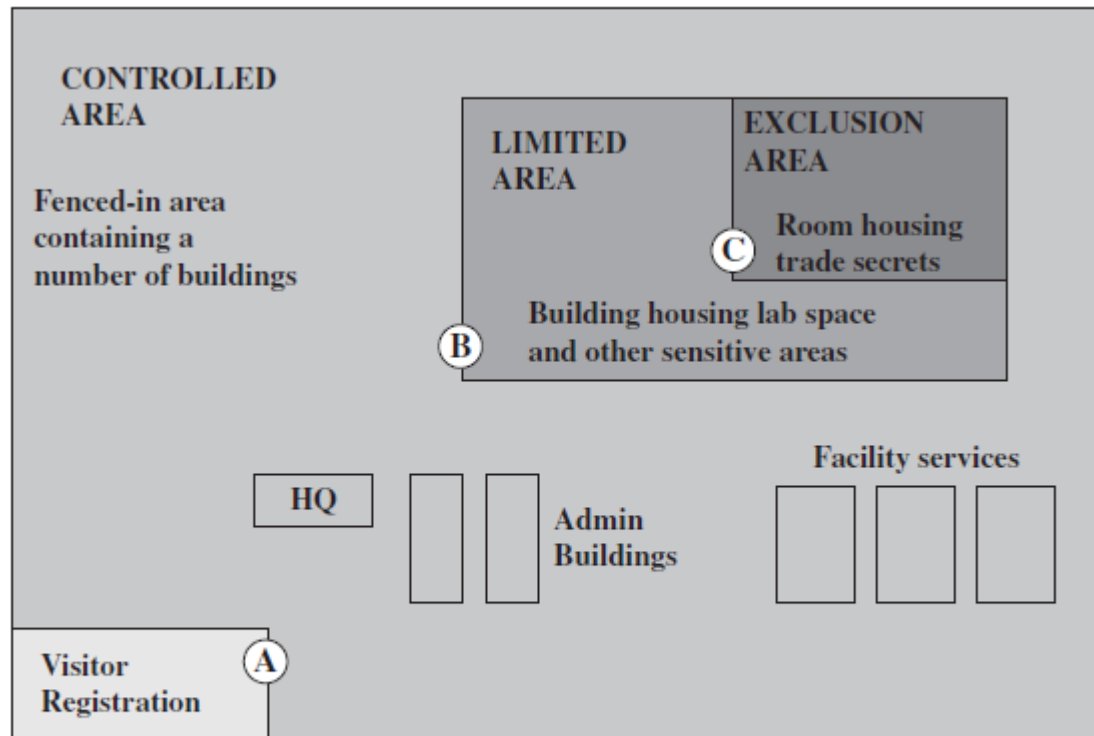 CONTROLLED
AREA
Fenced-in area
containing a
number of buildings
LIMITED
AREA
EXCLUSION
AREA
Room housing
trade secrets
C
Building housing lab space
and other sensitive areas
B
HQ
Admin
Buildings
Facility services
Visitor
Registration
A